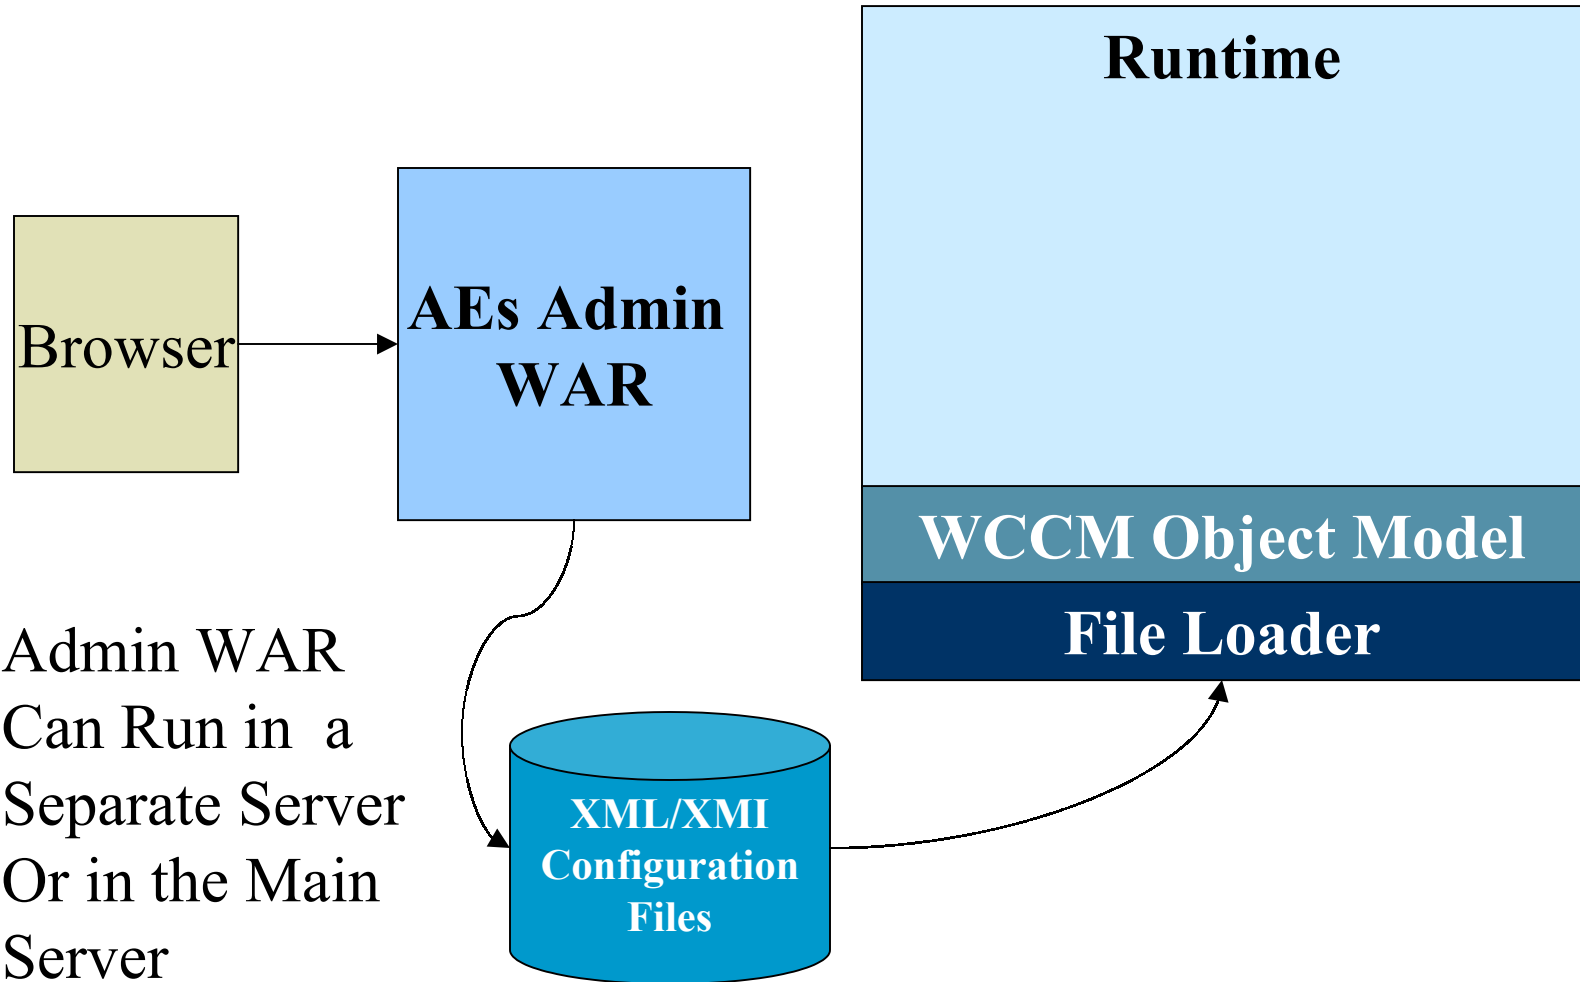 Runtime
Browser
AEs Admin
WAR
WCCM Object Model
File Loader
Admin WAR
Can Run in  a
Separate Server
Or in the Main
Server
XML/XMI
Configuration
Files